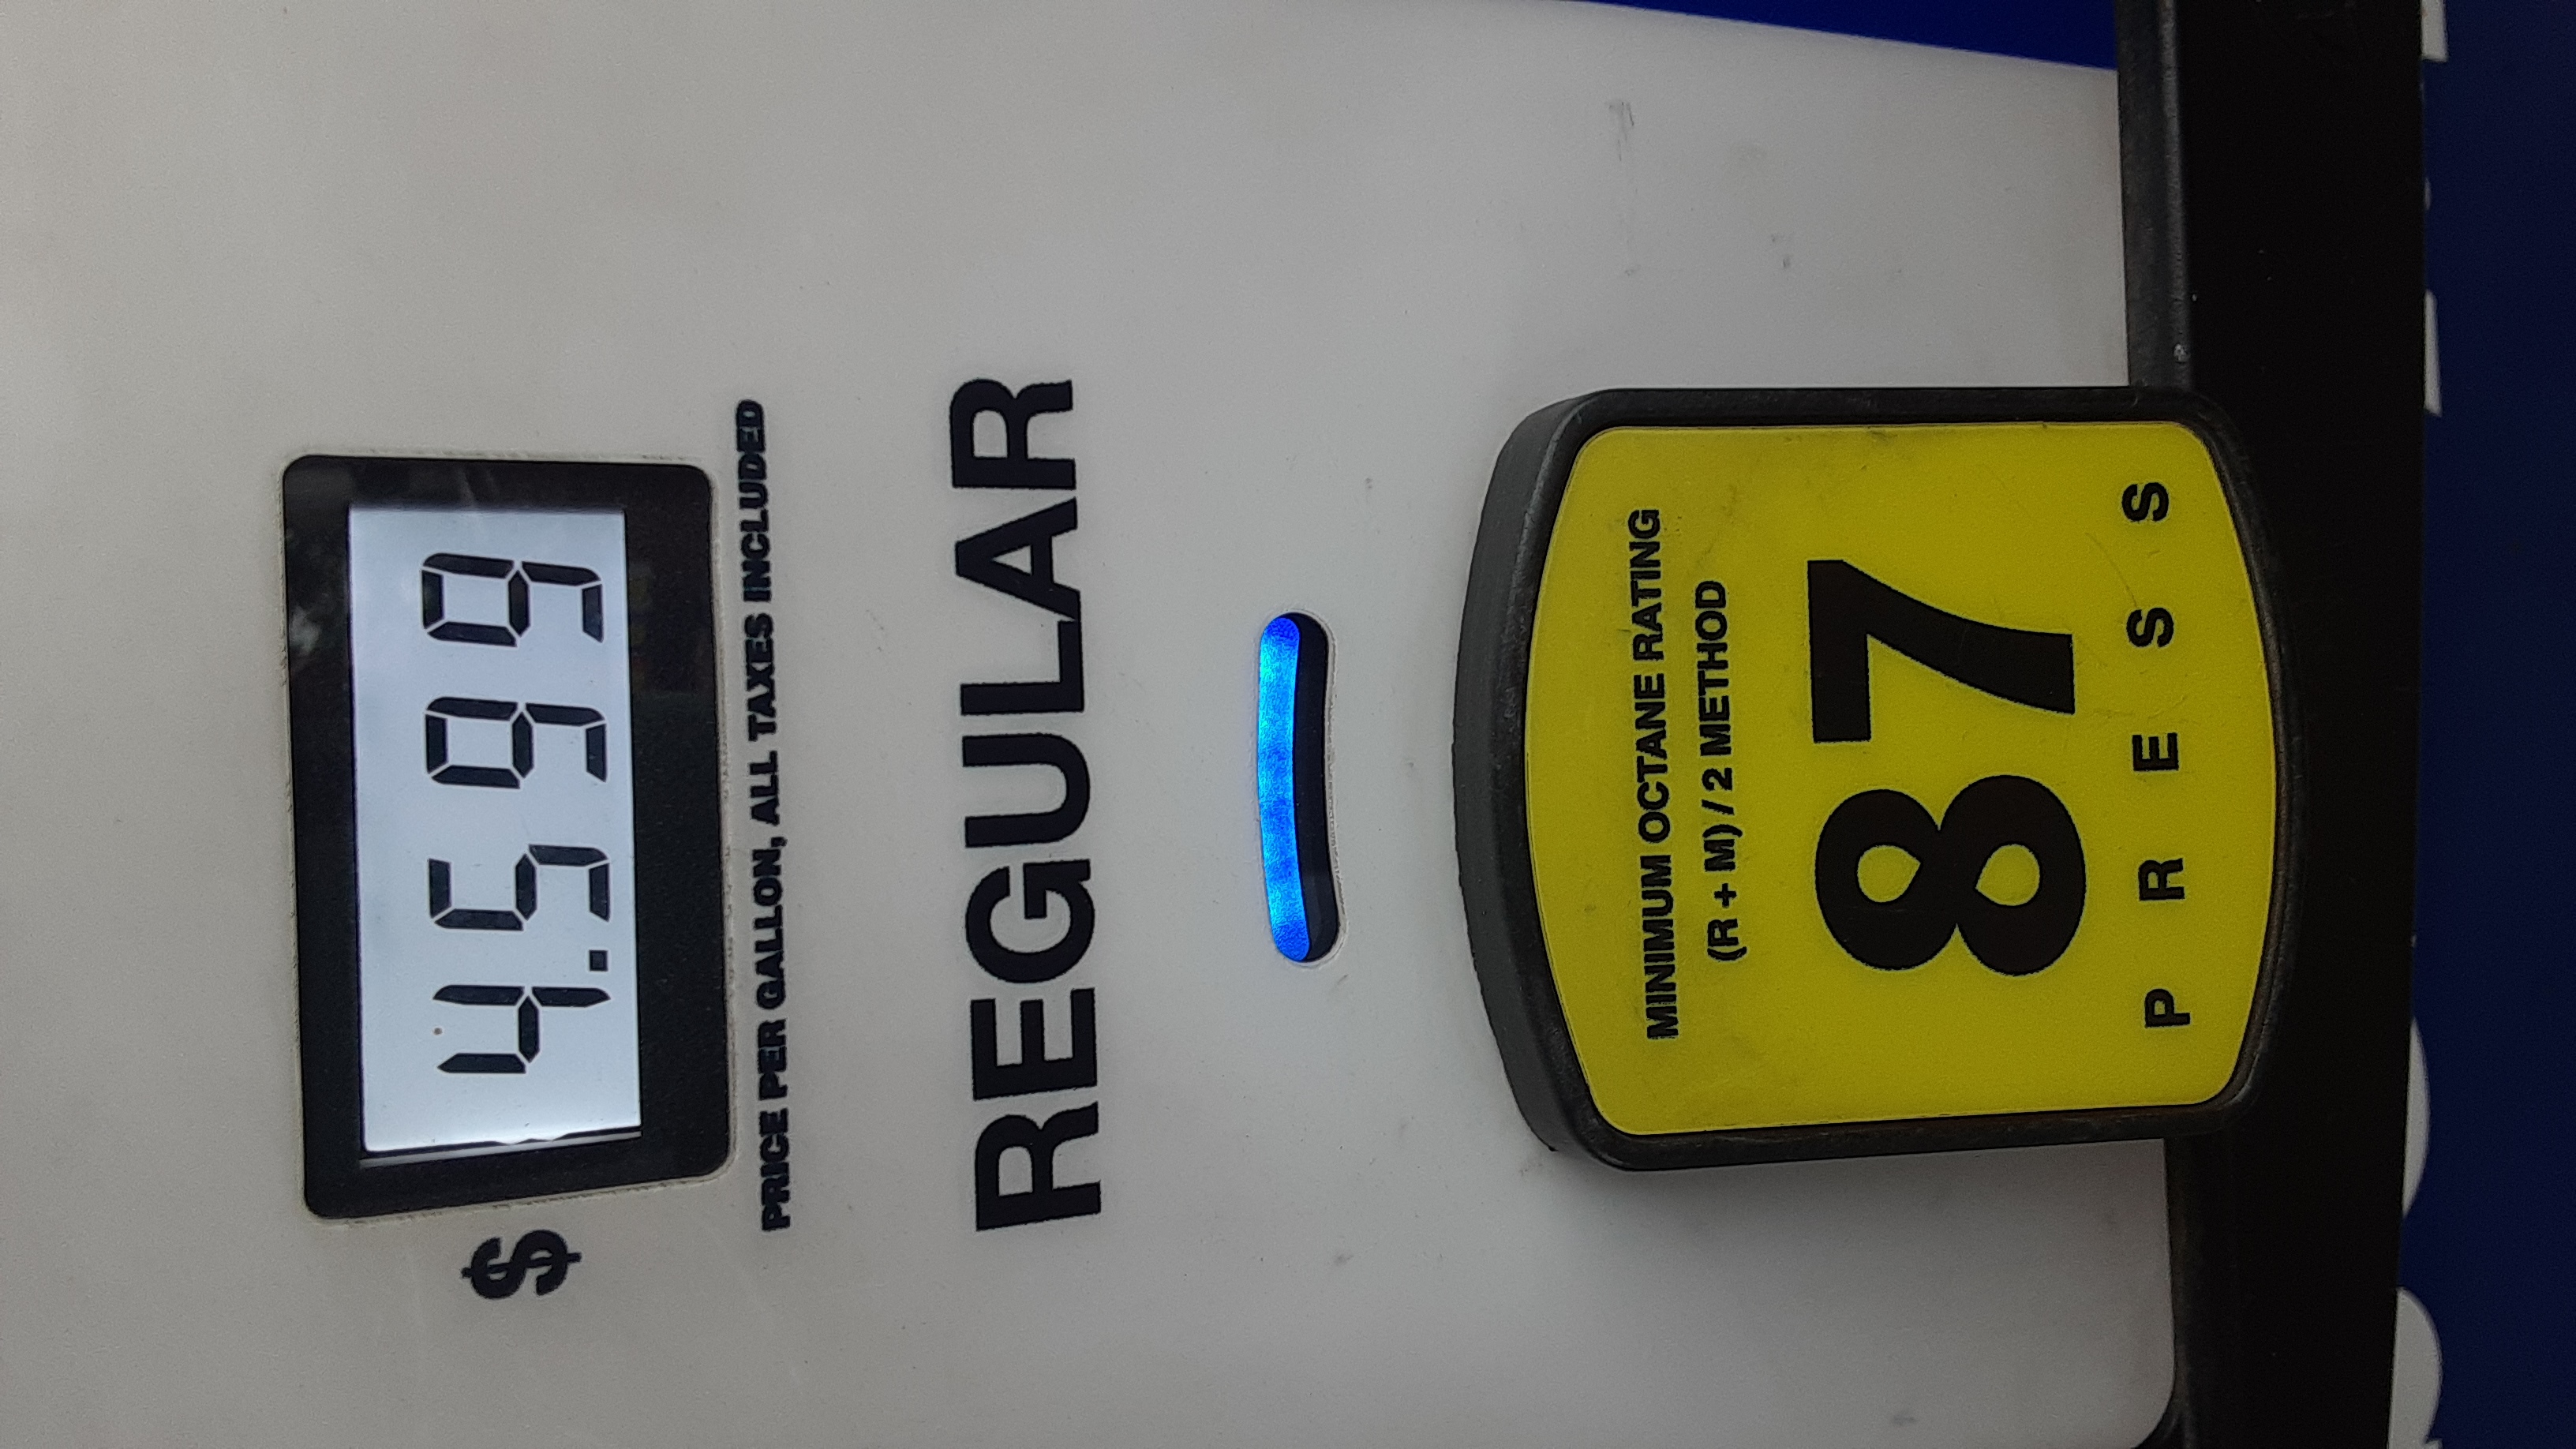 $ 4.599
PRICE PER GALLON, ALL TAXES INCLUDED
REGULAR
MINIMUM OCTANE RATING
(R + M) / 2 METHOD
87
PRESS